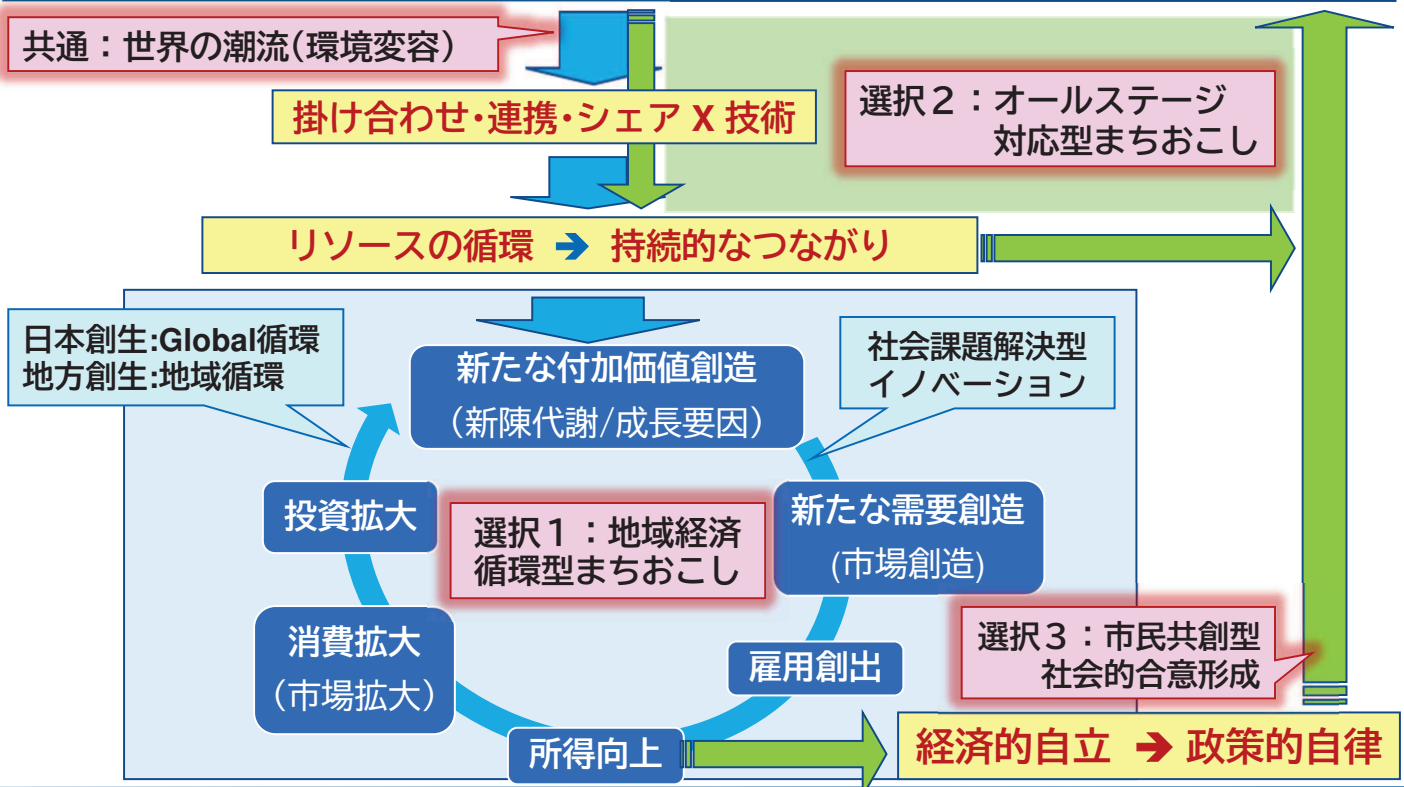 共通：世界の潮流(環境変容)
掛け合わせ･連携･シェア X 技術
選択２：オールステージ
対応型まちおこし
リソースの循環 ➔ 持続的なつながり
日本創生:Global循環
地方創生:地域循環
新たな付加価値創造
（新陳代謝/成長要因）
社会課題解決型
イノベーション
投資拡大
選択１：地域経済
循環型まちおこし
新たな需要創造
(市場創造)
消費拡大
（市場拡大）
雇用創出
選択３：市民共創型
社会的合意形成
所得向上
経済的自立 ➔ 政策的自律